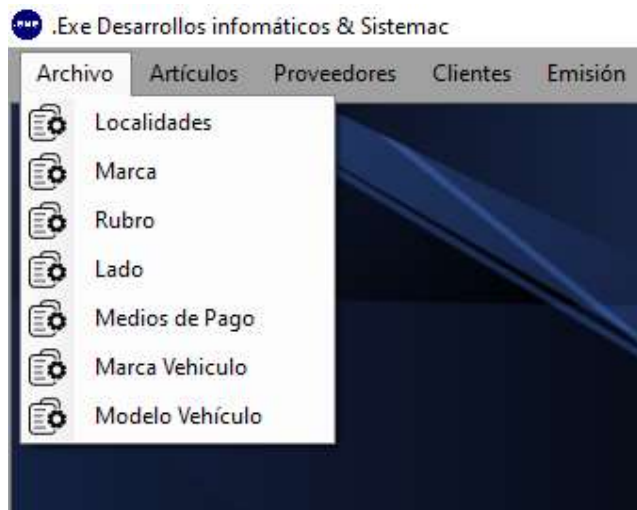 .exe .Exe Desarrollos infomáticos & Sistemac
Archivo Artículos Proveedores Clientes Emisión
Localidades
Marca
Rubro
Lado
Medios de Pago
Marca Vehiculo
Modelo Vehículo